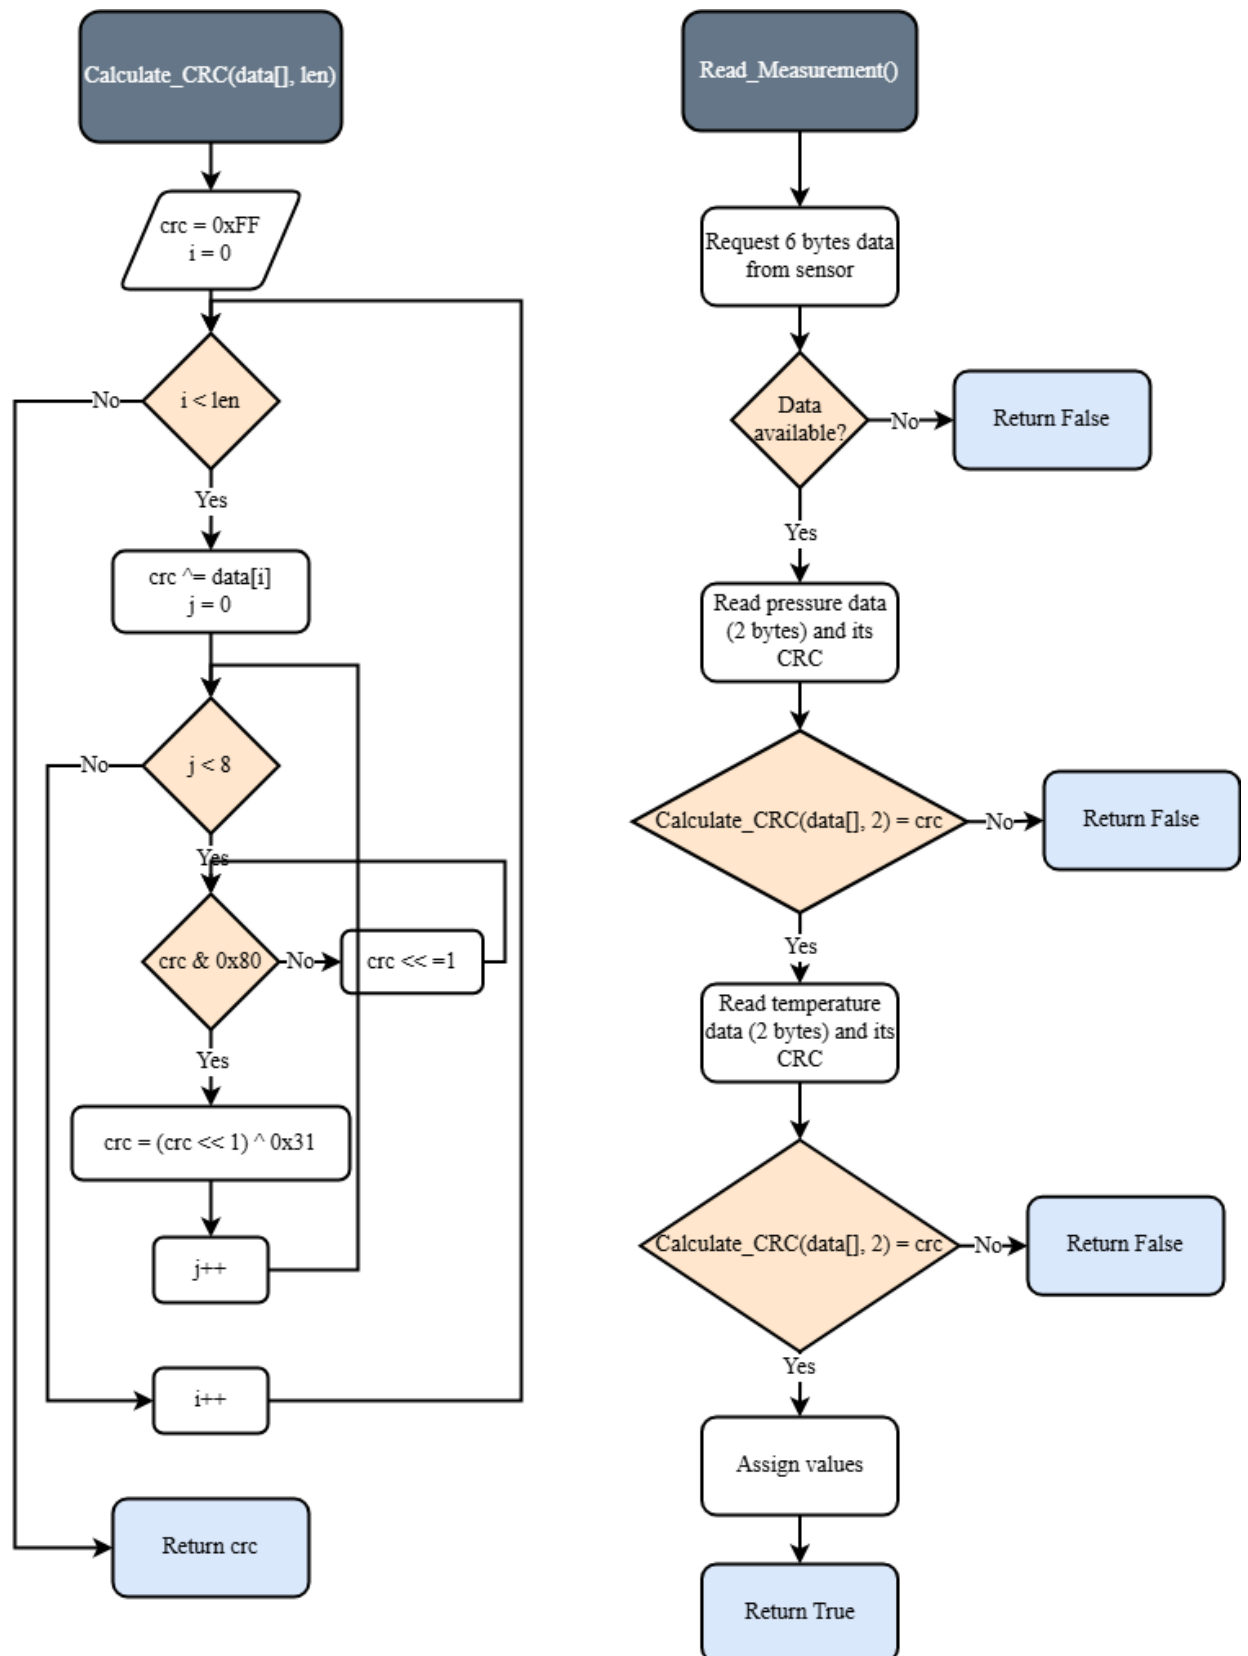 Calculate_CRC(data[], len)
crc = 0xFF
i = 0
i < len
No
Yes
crc ^= data[i]
j = 0
j < 8
No
Yes
crc & 0x80
No
crc << =1
Yes
crc = (crc << 1) ^ 0x31
j++
i++
Return crc
Read_Measurement()
Request 6 bytes data
from sensor
Data
available?
No
Return False
Yes
Read pressure data
(2 bytes) and its
CRC
Calculate_CRC(data[], 2) = crc
No
Return False
Yes
Read temperature
data (2 bytes) and its
CRC
Calculate_CRC(data[], 2) = crc
No
Return False
Yes
Assign values
Return True